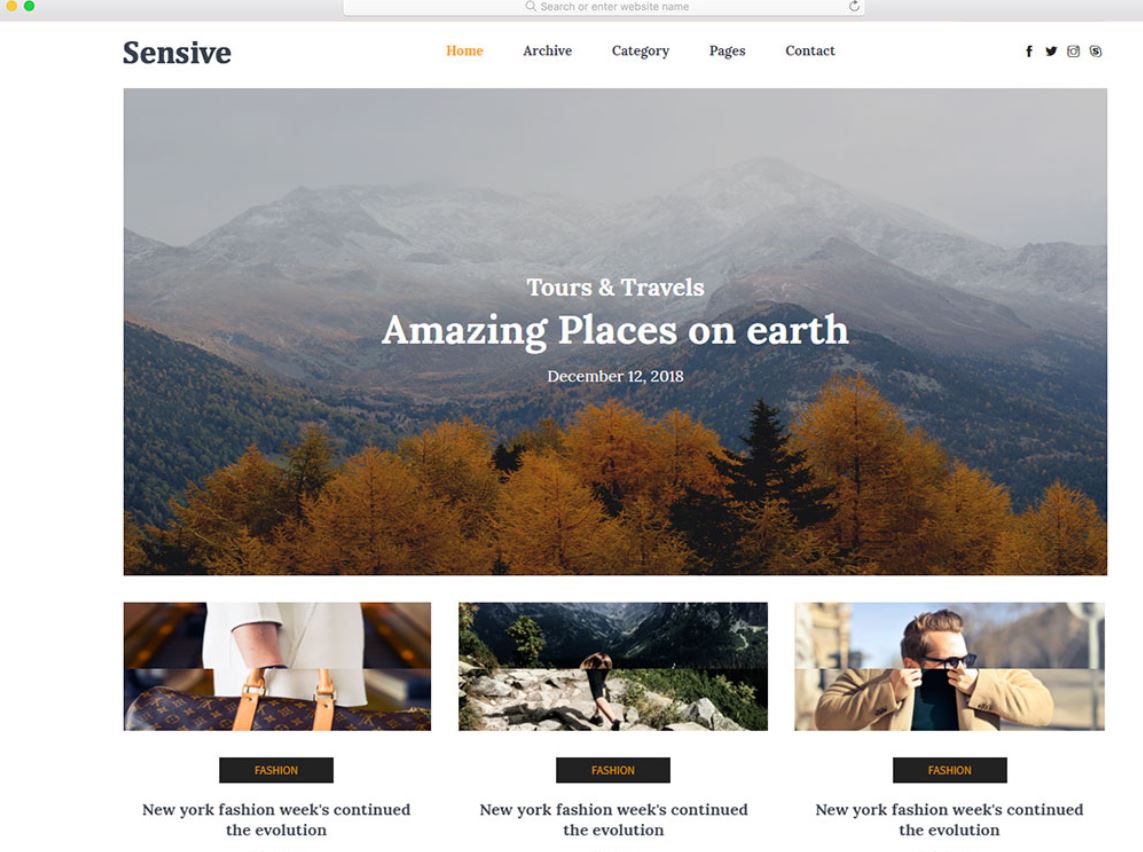 Search or enter website name
Sensive
Home Archive Category Pages Contact
Tours & Travels
Amazing Places on earth
December 12, 2018
FASHION FASHION FASHION
New york fashion week's continued
the evolution
New york fashion week's continued
the evolution
New york fashion week's continued
the evolution